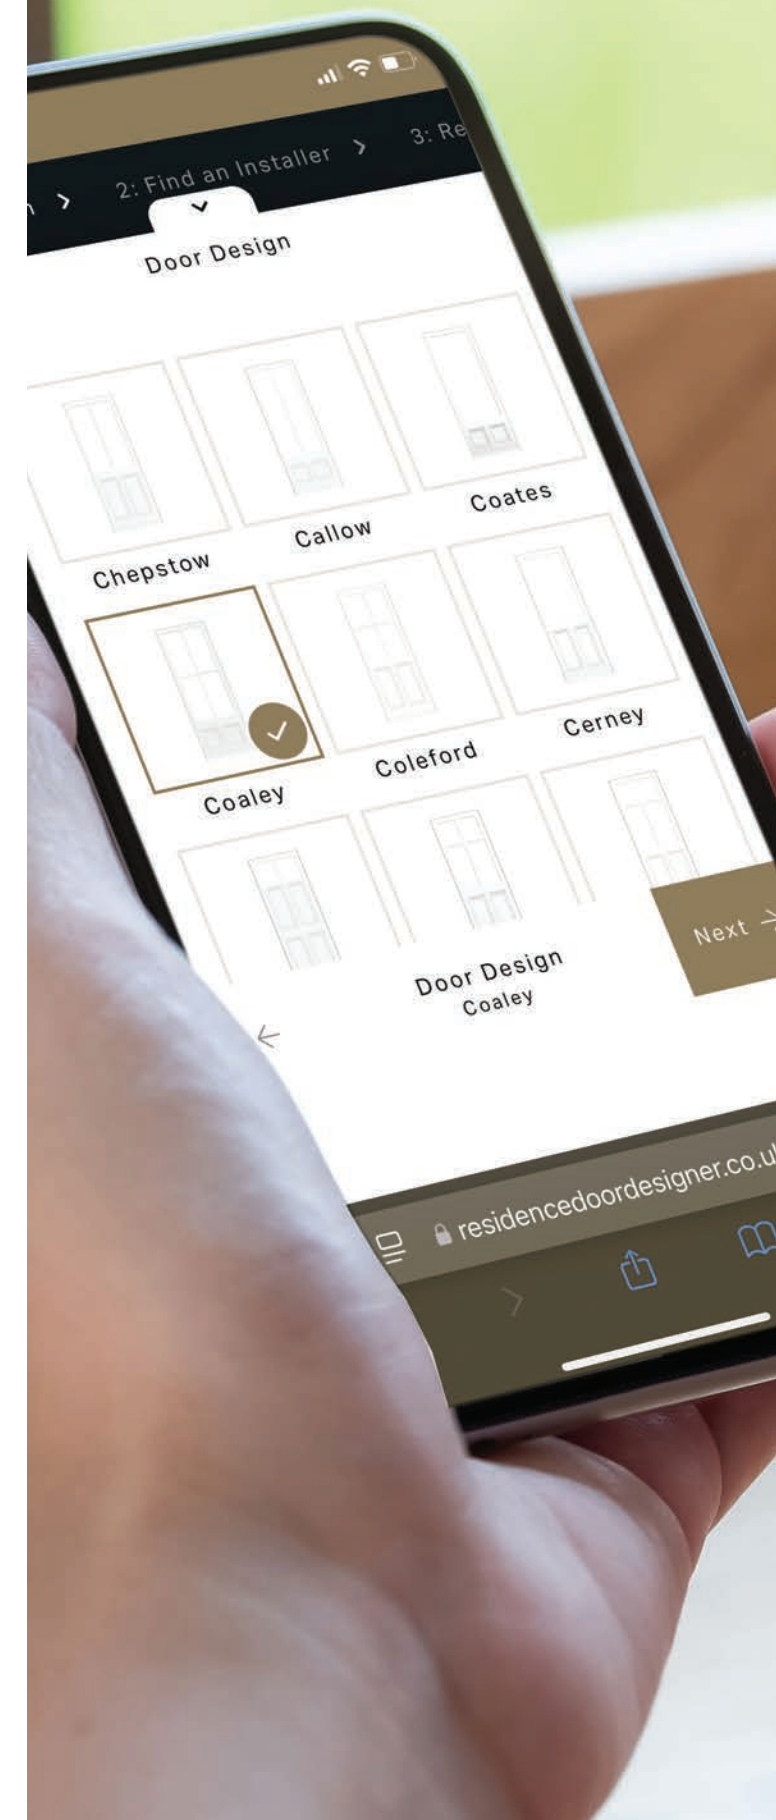 2: Find an Installer
3: Re
Door Design
Chepstow
Callow
Coates
Coaley
Coleford
Cerney
Door Design
Coaley
Next
residencedoordesigner.co.u